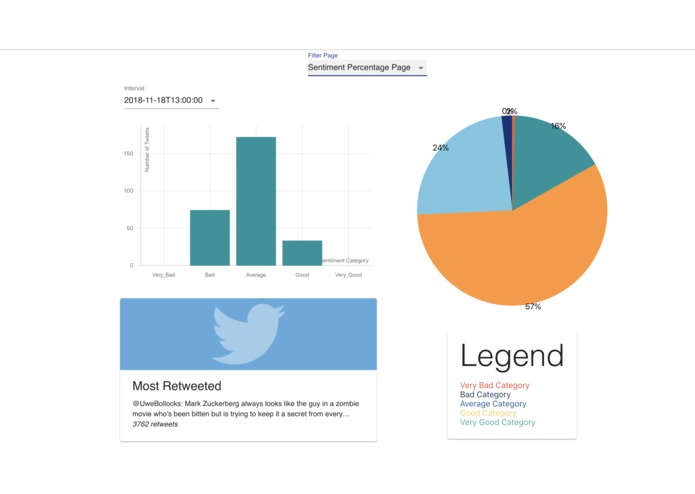 Filter Page
Sentiment Percentage Page
Interval
2018-11-18T13:00:00
Number of Tweets
150
100
50
0
Very_Bad
Bad
Average
Good
Very_Good
entiment Category
0%
2%
16%
24%
57%
Most Retweeted
@UweBollocks: Mark Zuckerberg always looks like the guy in a zombie
movie who's been bitten but is trying to keep it a secret from every…
3762 retweets
Legend
Very Bad Category
Bad Category
Average Category
Good Category
Very Good Category